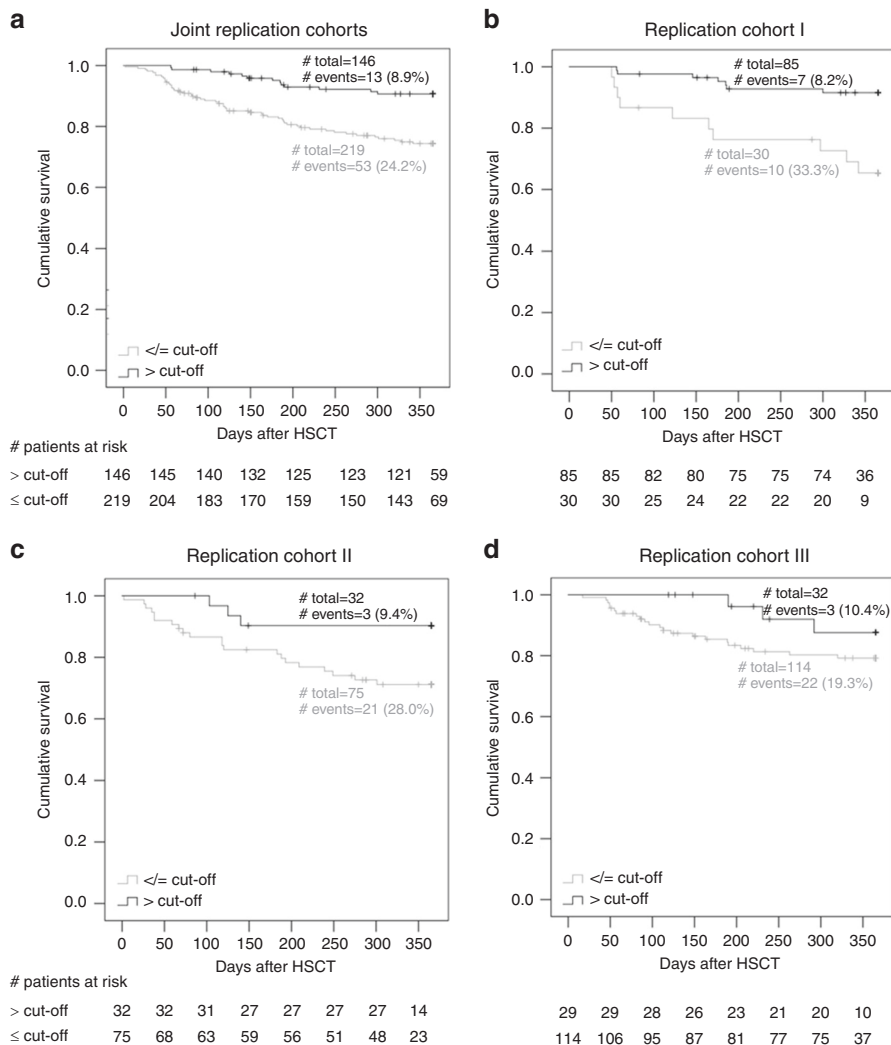 a
Joint replication cohorts
# total=146
# events=13 (8.9%)
# total=219
# events=53 (24.2%)
Cumulative survival
1.0
0.8
0.6
0.4
0.2
0.0
</= cut-off
> cut-off
0 50 100 150 200 250 300 350
Days after HSCT
# patients at risk
> cut-off 146 145 140 132 125 123 121 59
≤ cut-off 219 204 183 170 159 150 143 69
b
Replication cohort I
# total=85
# events=7 (8.2%)
# total=30
# events=10 (33.3%)
Cumulative survival
1.0
0.8
0.6
0.4
0.2
0.0
</= cut-off
> cut-off
0 50 100 150 200 250 300 350
Days after HSCT
85 85 82 80 75 75 74 36
30 30 25 24 22 22 20 9
c
Replication cohort II
# total=32
# events=3 (9.4%)
# total=75
# events=21 (28.0%)
Cumulative survival
1.0
0.8
0.6
0.4
0.2
0.0
</= cut-off
> cut-off
0 50 100 150 200 250 300 350
Days after HSCT
# patients at risk
> cut-off 32 32 31 27 27 27 27 14
≤ cut-off 75 68 63 59 56 51 48 23
d
Replication cohort III
# total=32
# events=3 (10.4%)
# total=114
# events=22 (19.3%)
Cumulative survival
1.0
0.8
0.6
0.4
0.2
0.0
</= cut-off
> cut-off
0 50 100 150 200 250 300 350
Days after HSCT
29 29 28 26 23 21 20 10
114 106 95 87 81 77 75 37